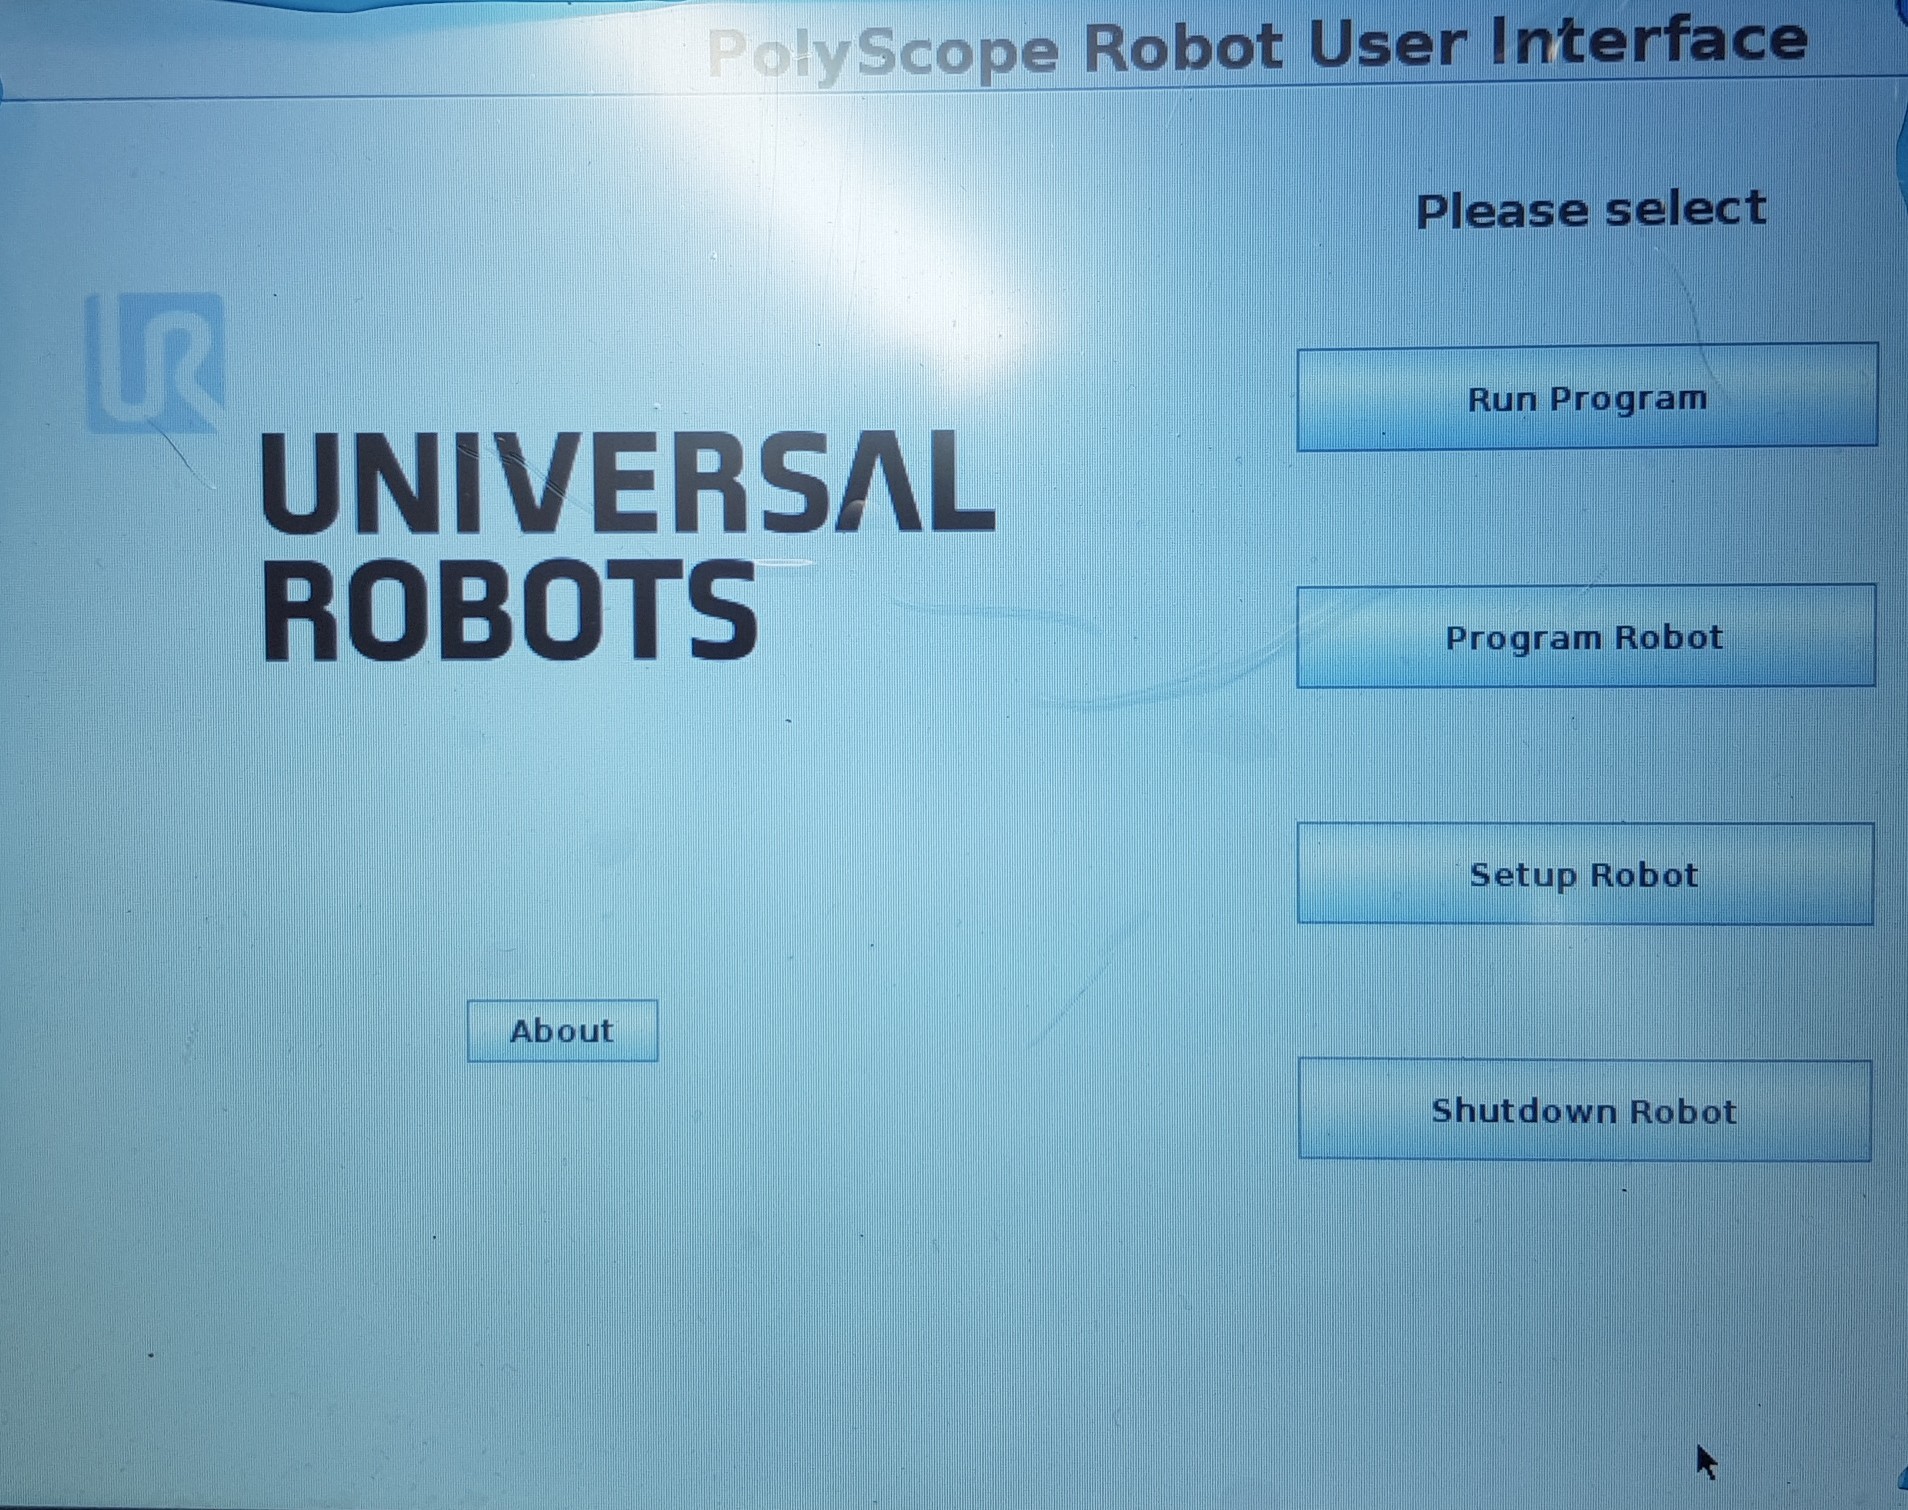 PolyScope Robot User Interface
UR
UNIVERSAL
ROBOTS
About
Please select
Run Program
Program Robot
Setup Robot
Shutdown Robot